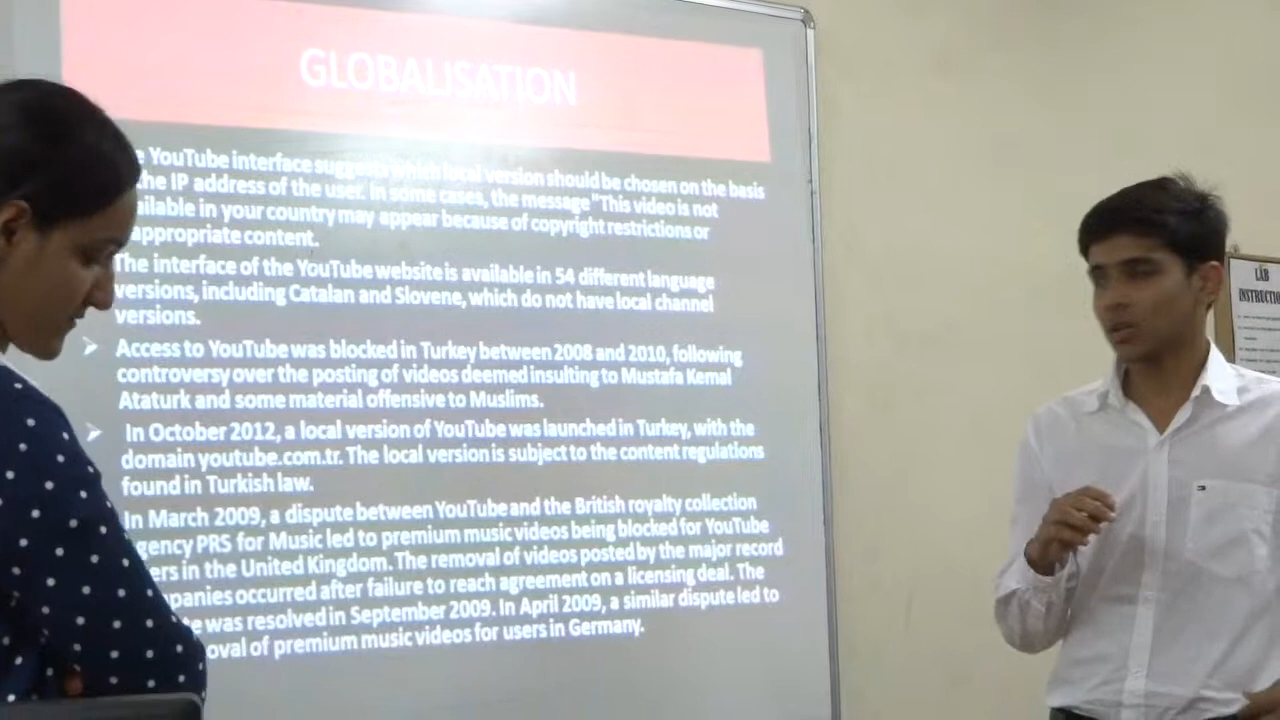 GLOBALISATION
YouTube interface suggests which local version should be chosen on the basis
the IP address of the user. In some cases, the message "This video is not
in your country may appear because of copyright restrictions or
content.
The interface of the YouTube website is available in 54 different language
versions, including Catalan and Slovene, which do not have local channel
versions.
Access to YouTube was blocked in Turkey between 2008 and 2010, following
controversy over the posting of videos deemed insulting to Mustafa Kemal
Ataturk and some material offensive to Muslims.
In October 2012, a local version of YouTube was launched in Turkey, with the
domain youtube.com.tr. The local version is subject to the content regulations
found in Turkish law.
In March 2009, a dispute between YouTube and the British royalty collection
PRS for Music led to premium music videos being blocked for YouTube
in the United Kingdom. The removal of videos posted by the major record
occurred after failure to reach agreement on a licensing deal. The
was resolved in September 2009. In April 2009, a similar dispute led to
of premium music videos for users in Germany.
LAB